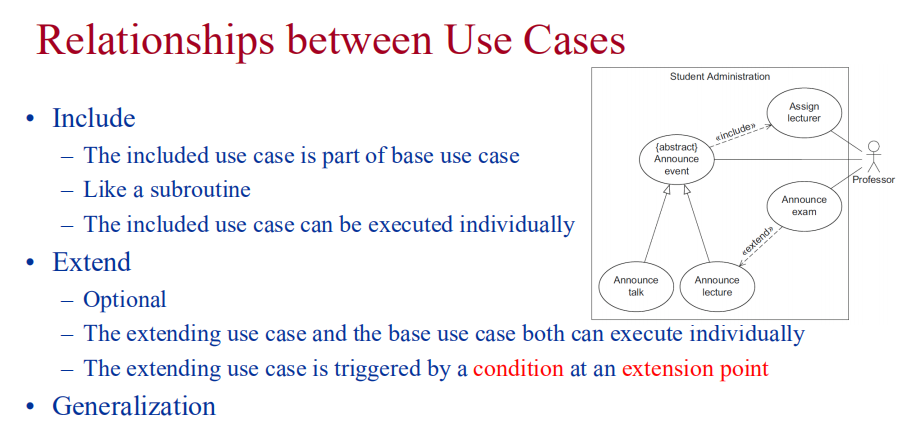 Relationships between Use Cases
• Include
– The included use case is part of base use case
– Like a subroutine
– The included use case can be executed individually
• Extend
– Optional
– The extending use case and the base use case both can execute individually
– The extending use case is triggered by a condition at an extension point
• Generalization
Student Administration
Assign
lecturer
«include»
{abstract}
Announce
event
Professor
Announce
exam
«extend»
Announce
talk
Announce
lecture